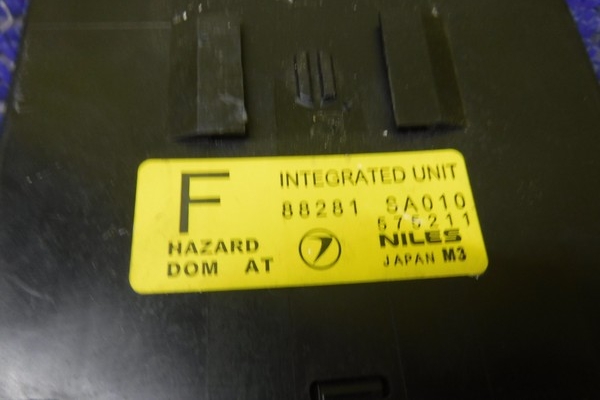 F
INTEGRATED UNIT
88281 SA010
575211
HAZARD
DOM AT
NILES
JAPAN M3